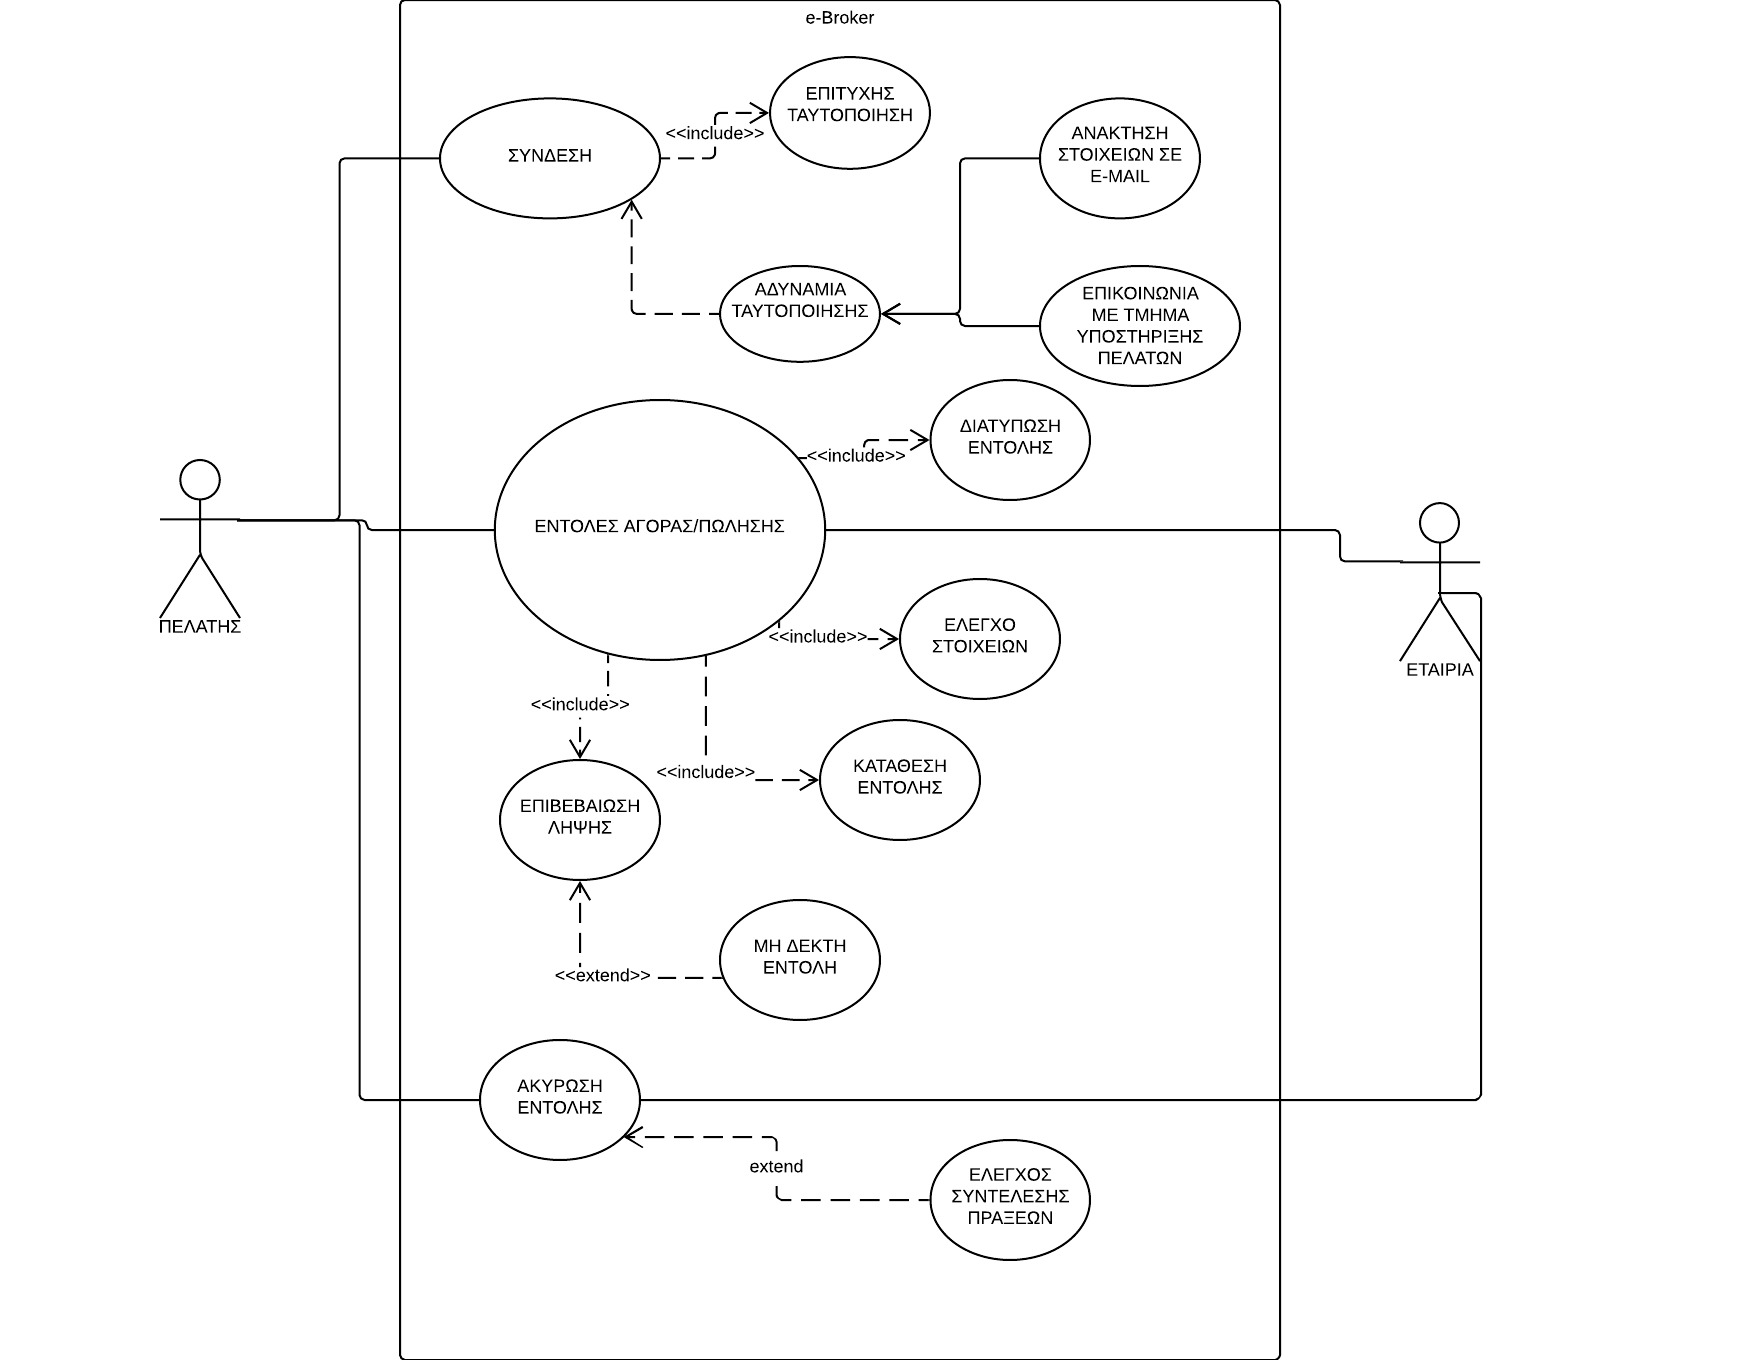 e-Broker
ΕΠΙΤΥΧΗΣ
ΤΑΥΤΟΠΟΙΗΣΗ
<<include>>
ΣΥΝΔΕΣΗ
ΑΝΑΚΤΗΣΗ
ΣΤΟΙΧΕΙΩΝ ΣΕ
E-MAIL
ΑΔΥΝΑΜΙΑ
ΤΑΥΤΟΠΟΙΗΣΗΣ
ΕΠΙΚΟΙΝΩΝΙΑ
ΜΕ ΤΜΗΜΑ
ΥΠΟΣΤΗΡΙΞΗΣ
ΠΕΛΑΤΩΝ
ΔΙΑΤΥΠΩΣΗ
ΕΝΤΟΛΗΣ
<<include>>
ΕΝΤΟΛΕΣ ΑΓΟΡΑΣ/ΠΩΛΗΣΗΣ
ΠΕΛΑΤΗΣ
<<include>>
ΕΛΕΓΧΟ
ΣΤΟΙΧΕΙΩΝ
ΕΤΑΙΡΙΑ
<<include>>
<<include>>
ΚΑΤΑΘΕΣΗ
ΕΝΤΟΛΗΣ
ΕΠΙΒΕΒΑΙΩΣΗ
ΛΗΨΗΣ
ΜΗ ΔΕΚΤΗ
ΕΝΤΟΛΗ
<<extend>>
ΑΚΥΡΩΣΗ
ΕΝΤΟΛΗΣ
extend
ΕΛΕΓΧΟΣ
ΣΥΝΤΕΛΕΣΗΣ
ΠΡΑΞΕΩΝ